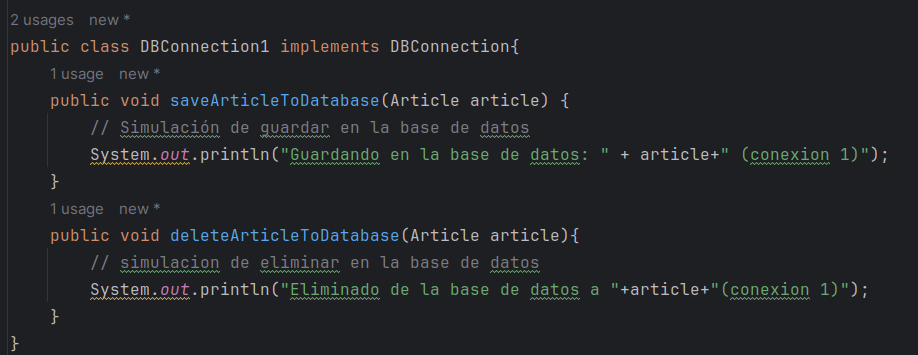 2 usages   new *
public class DBConnection1 implements DBConnection{
1 usage   new *
public void saveArticleToDatabase(Article article) {
// Simulación de guardar en la base de datos
System.out.println("Guardando en la base de datos: " + article+" (conexion 1)");
}
1 usage   new *
public void deleteArticleToDatabase(Article article){
// simulacion de eliminar en la base de datos
System.out.println("Eliminado de la base de datos a "+article+"(conexion 1)");
}
}